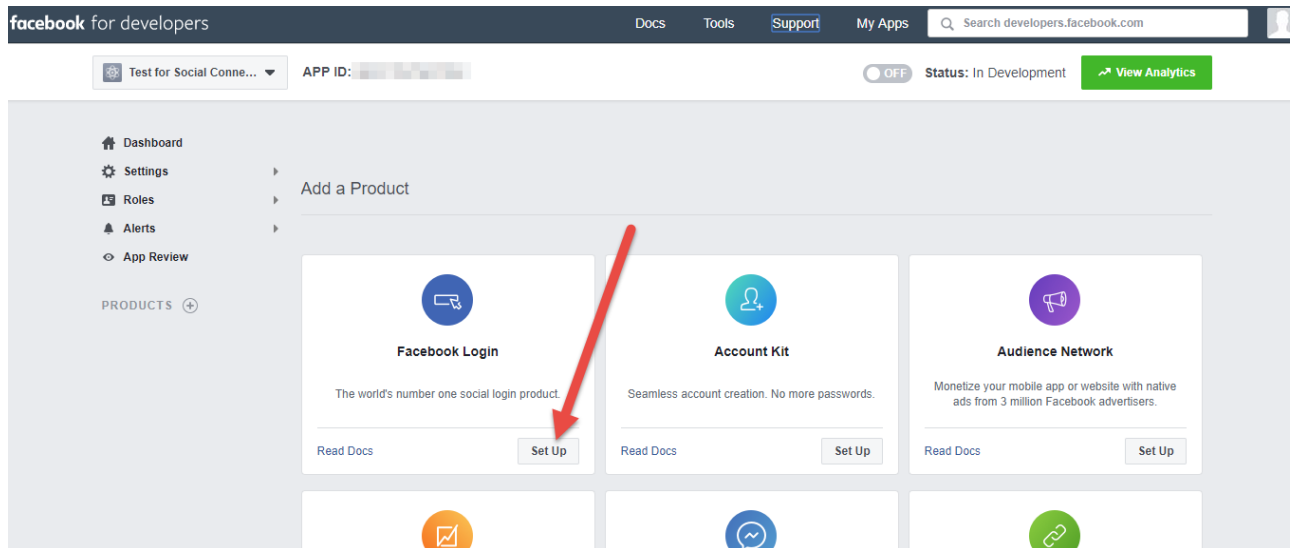 facebook for developers Docs Tools Support My Apps Search developers.facebook.com
Test for Social Conne... APP ID: OFF Status: In Development View Analytics
Dashboard
Settings
Roles
Alerts
App Review
PRODUCTS
Add a Product
Facebook Login
The world's number one social login product.
Read Docs Set Up
Account Kit
Seamless account creation. No more passwords.
Read Docs Set Up
Audience Network
Monetize your mobile app or website with native
ads from 3 million Facebook advertisers.
Read Docs Set Up